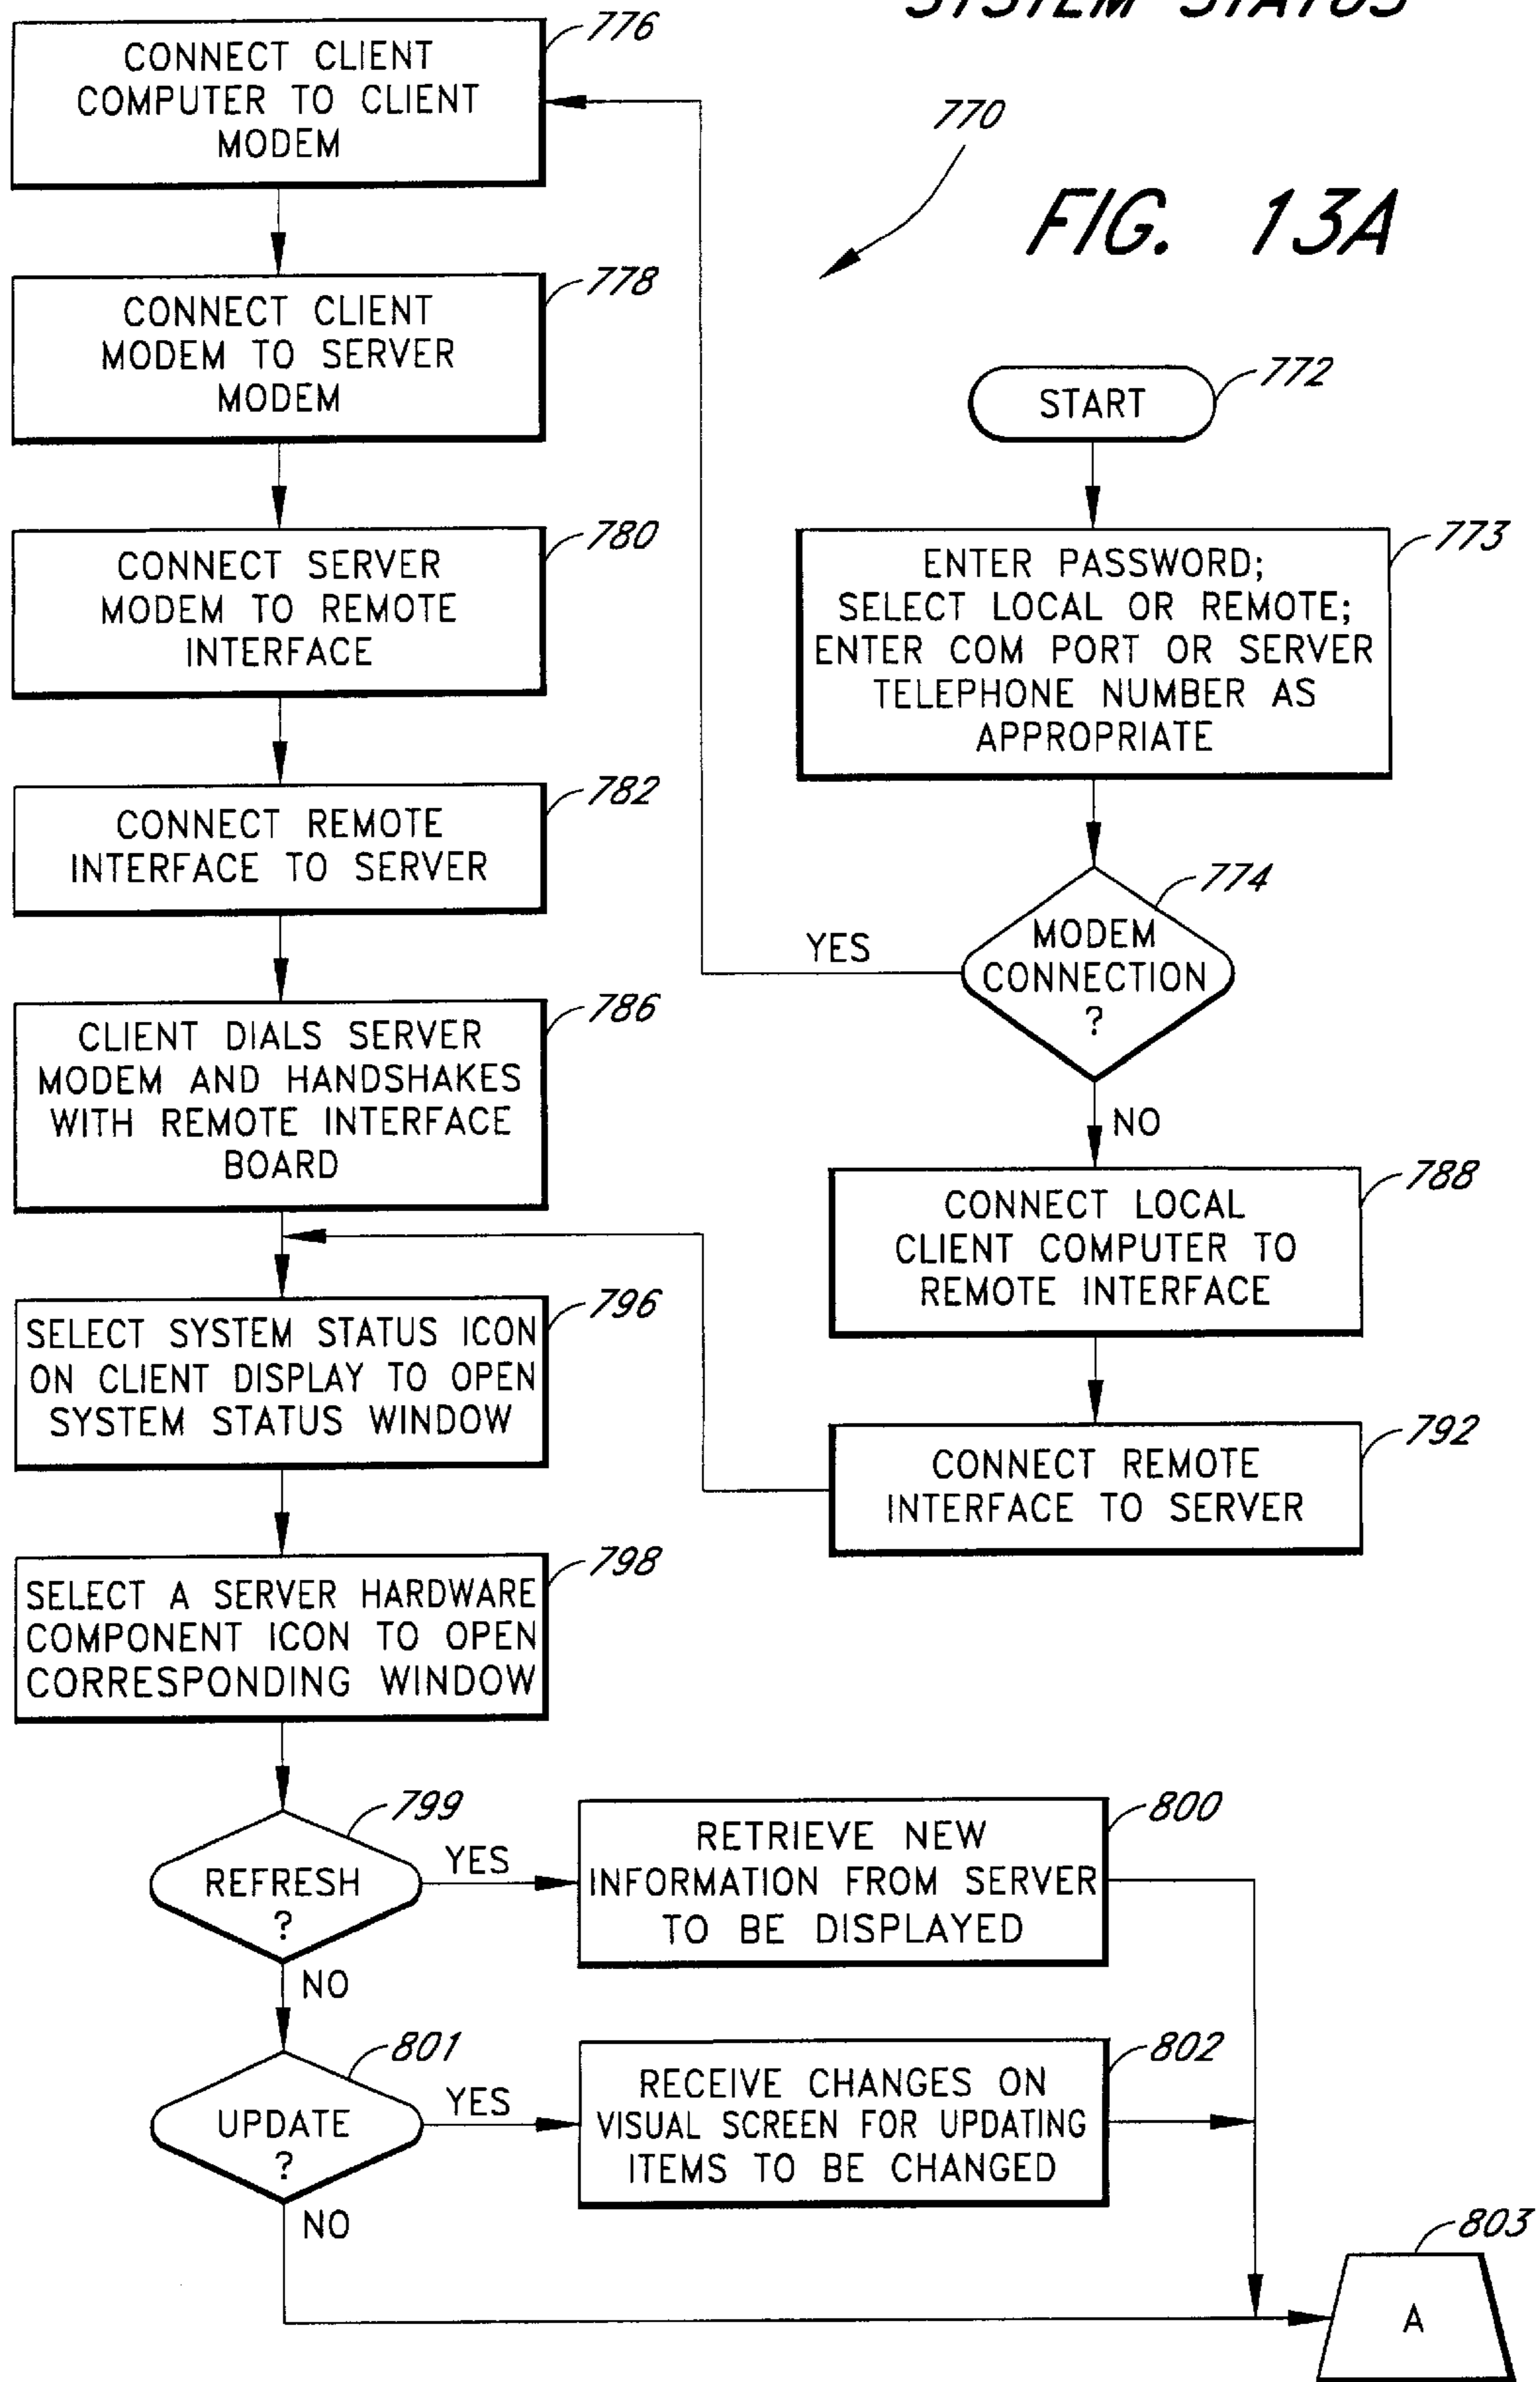 SYSTEM STATUS
FIG. 13A
770
772
START
773
ENTER PASSWORD;
SELECT LOCAL OR REMOTE;
ENTER COM PORT OR SERVER
TELEPHONE NUMBER AS
APPROPRIATE
774
MODEM
CONNECTION
?
YES
NO
776
CONNECT CLIENT
COMPUTER TO CLIENT
MODEM
778
CONNECT CLIENT
MODEM TO SERVER
MODEM
780
CONNECT SERVER
MODEM TO REMOTE
INTERFACE
782
CONNECT REMOTE
INTERFACE TO SERVER
786
CLIENT DIALS SERVER
MODEM AND HANDSHAKES
WITH REMOTE INTERFACE
BOARD
788
CONNECT LOCAL
CLIENT COMPUTER TO
REMOTE INTERFACE
792
CONNECT REMOTE
INTERFACE TO SERVER
796
SELECT SYSTEM STATUS ICON
ON CLIENT DISPLAY TO OPEN
SYSTEM STATUS WINDOW
798
SELECT A SERVER HARDWARE
COMPONENT ICON TO OPEN
CORRESPONDING WINDOW
799
REFRESH
?
YES
NO
800
RETRIEVE NEW
INFORMATION FROM SERVER
TO BE DISPLAYED
801
UPDATE
?
YES
NO
802
RECEIVE CHANGES ON
VISUAL SCREEN FOR UPDATING
ITEMS TO BE CHANGED
803
A